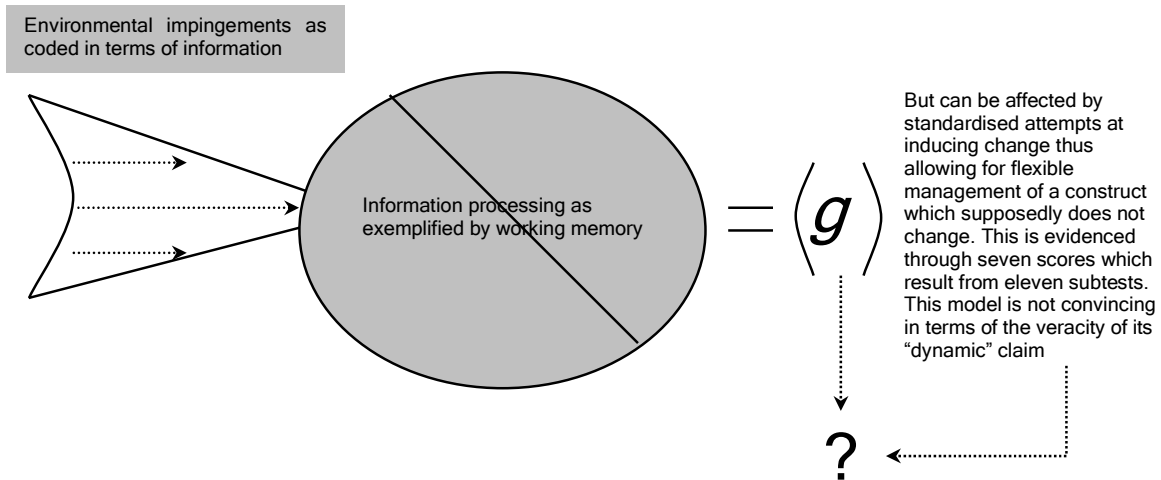 Environmental impingements as
coded in terms of information
Information processing as
exemplified by working memory
=
g
But can be affected by
standardised attempts at
inducing change thus
allowing for flexible
management of a construct
which supposedly does not
change. This is evidenced
through seven scores which
result from eleven subtests.
This model is not convincing
in terms of the veracity of its
“dynamic” claim
?